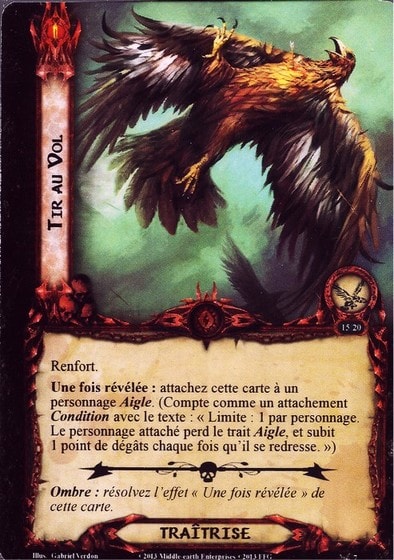 TIR AU VOL
15 20
Renfort.
Une fois révélée : attachez cette carte à un
personnage Aigle. (Compte comme un attachement
Condition avec le texte : « Limite : 1 par personnage.
Le personnage attaché perd le trait Aigle, et subit
1 point de dégâts chaque fois qu'il se redresse. »)
Ombre : résolvez l'effet « Une fois révélée » de
cette carte.
TRAÎTRISE
Illus. Gabriel Verdon • 2013 Middle earth Enterprises • 2013 FFG 7